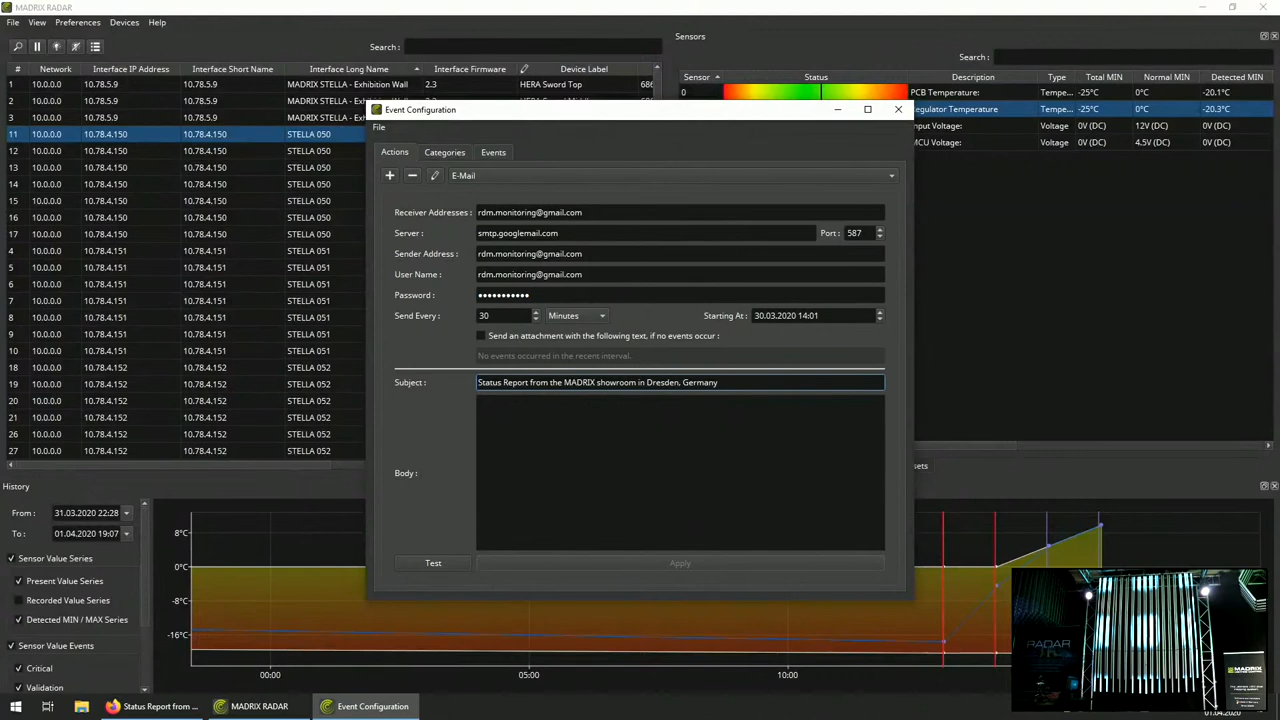 MADRIX RADAR
File View Preferences Devices Help
Search :
Sensors
Search :
# Network Interface IP Address Interface Short Name Interface Long Name Interface Firmware Device Label
Sensor Status Description Type Total MIN Normal MIN Detected MIN
1 10.0.0.0 10.78.5.9 10.78.5.9 MADRIX STELLA - Exhibition Wall 2.3 HERA Sword Top 686
2 10.0.0.0 10.78.5.9 10.78.5.9 MADRIX STELLA - Exhibition Wall
3 10.0.0.0 10.78.5.9 10.78.5.9 MADRIX STELLA - Exhibition Wall
11 10.0.0.0 10.78.4.150 10.78.4.150 STELLA 050
12 10.0.0.0 10.78.4.150 10.78.4.150 STELLA 050
13 10.0.0.0 10.78.4.150 10.78.4.150 STELLA 050
14 10.0.0.0 10.78.4.150 10.78.4.150 STELLA 050
15 10.0.0.0 10.78.4.150 10.78.4.150 STELLA 050
16 10.0.0.0 10.78.4.150 10.78.4.150 STELLA 050
17 10.0.0.0 10.78.4.150 10.78.4.150 STELLA 050
4 10.0.0.0 10.78.4.151 10.78.4.151 STELLA 051
5 10.0.0.0 10.78.4.151 10.78.4.151 STELLA 051
6 10.0.0.0 10.78.4.151 10.78.4.151 STELLA 051
7 10.0.0.0 10.78.4.151 10.78.4.151 STELLA 051
8 10.0.0.0 10.78.4.151 10.78.4.151 STELLA 051
9 10.0.0.0 10.78.4.151 10.78.4.151 STELLA 051
10 10.0.0.0 10.78.4.151 10.78.4.151 STELLA 051
20 10.0.0.0 10.78.4.152 10.78.4.152 STELLA 052
18 10.0.0.0 10.78.4.152 10.78.4.152 STELLA 052
19 10.0.0.0 10.78.4.152 10.78.4.152 STELLA 052
21 10.0.0.0 10.78.4.152 10.78.4.152 STELLA 052
26 10.0.0.0 10.78.4.152 10.78.4.152 STELLA 052
27 10.0.0.0 10.78.4.152 10.78.4.152 STELLA 052
0 PCB Temperature: Tempe... -25°C 0°C -20.1°C
egulator Temperature Tempe... -25°C 0°C -20.3°C
nput Voltage: Voltage 0V (DC) 12V (DC) 0V (DC)
MCU Voltage: Voltage 0V (DC) 4.5V (DC) 0V (DC)
sets
Event Configuration
File
Actions Categories Events
E-Mail
Receiver Addresses : rdm.monitoring@gmail.com
Server : smtp.googlemail.com Port : 587
Sender Address : rdm.monitoring@gmail.com
User Name : rdm.monitoring@gmail.com
Password : •••••••••••
Send Every : 30 Minutes Starting At : 30.03.2020 14:01
Send an attachment with the following text, if no events occur :
No events occurred in the recent interval.
Subject : Status Report from the MADRIX showroom in Dresden, Germany
Body :
Test Apply
History
From : 31.03.2020 22:28
To : 01.04.2020 19:07
Sensor Value Series
Present Value Series
Recorded Value Series
Detected MIN / MAX Series
Sensor Value Events
Critical
Validation
8°C
0°C
-8°C
-16°C
00:00 05:00 10:00
RADAR
MADRIX
Status Report from ... MADRIX RADAR Event Configuration
01.04.2020